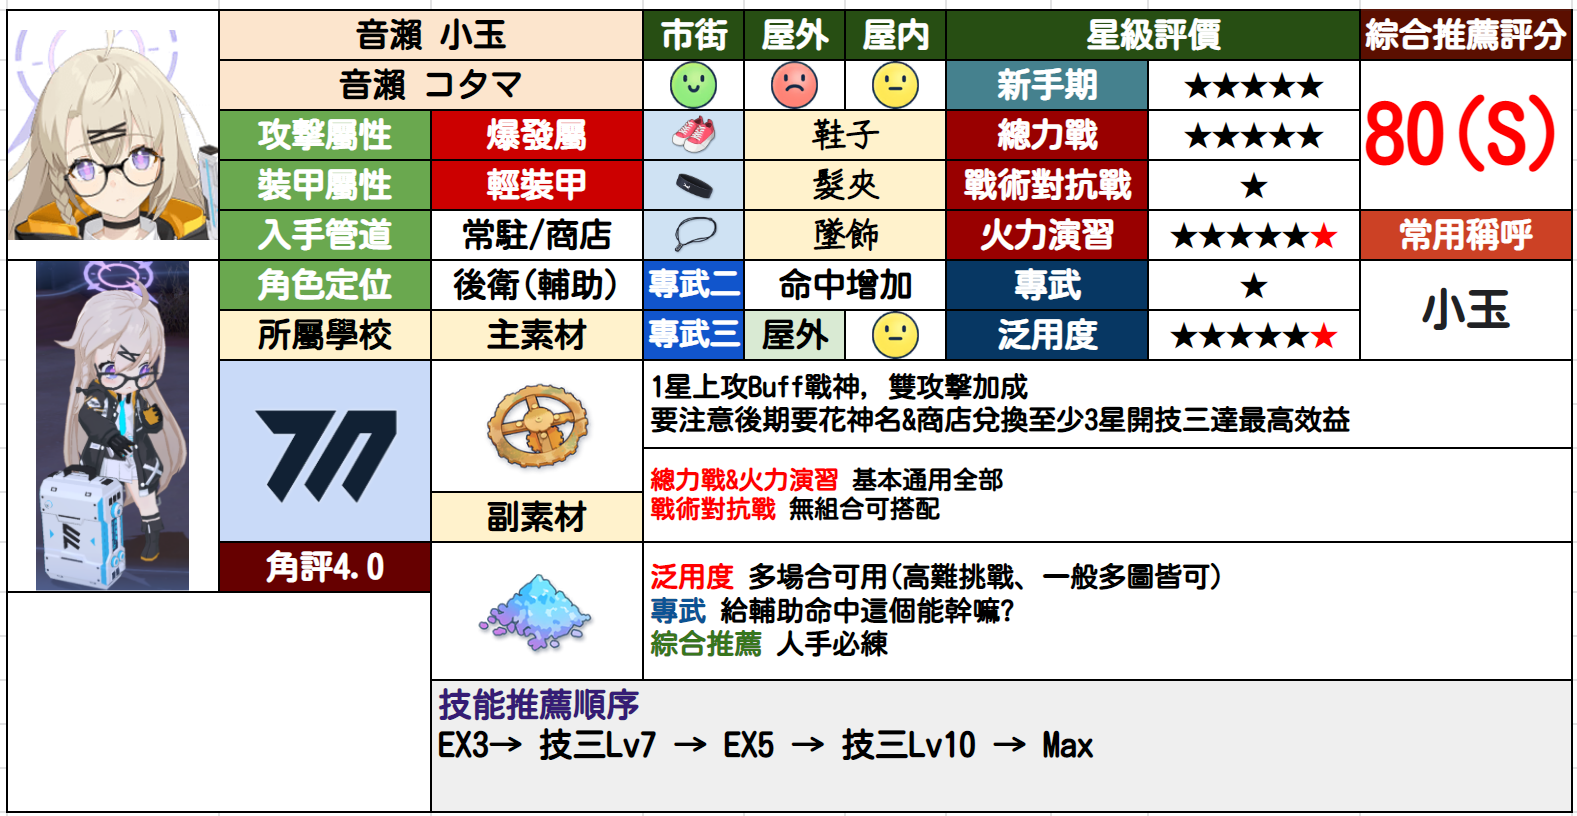 音瀨 小玉
市街
屋外
屋内
星級評價
綜合推薦評分
音瀨 コタマ
新手期
★★★★★
80(S)
攻擊屬性
爆發屬
鞋子
總力戰
★★★★★
裝甲屬性
輕裝甲
髮夾
戰術對抗戰
★
入手管道
常駐/商店
墜飾
火力演習
★★★★★★
常用稱呼
角色定位
後衛(輔助)
專武二
命中增加
專武
★
小玉
所屬學校
主素材
專武三
屋外
泛用度
★★★★★★
1星上攻Buff戰神, 雙攻擊加成
要注意後期要花神名&商店兌換至少3星開技三達最高效益
總力戰&火力演習 基本通用全部
戰術對抗戰 無組合可搭配
副素材
角評4.0
泛用度 多場合可用(高難挑戰、一般多圖皆可)
專武 給輔助命中這個能幹嘛?
綜合推薦 人手必練
技能推薦順序
EX3→ 技三Lv7 → EX5 → 技三Lv10 → Max